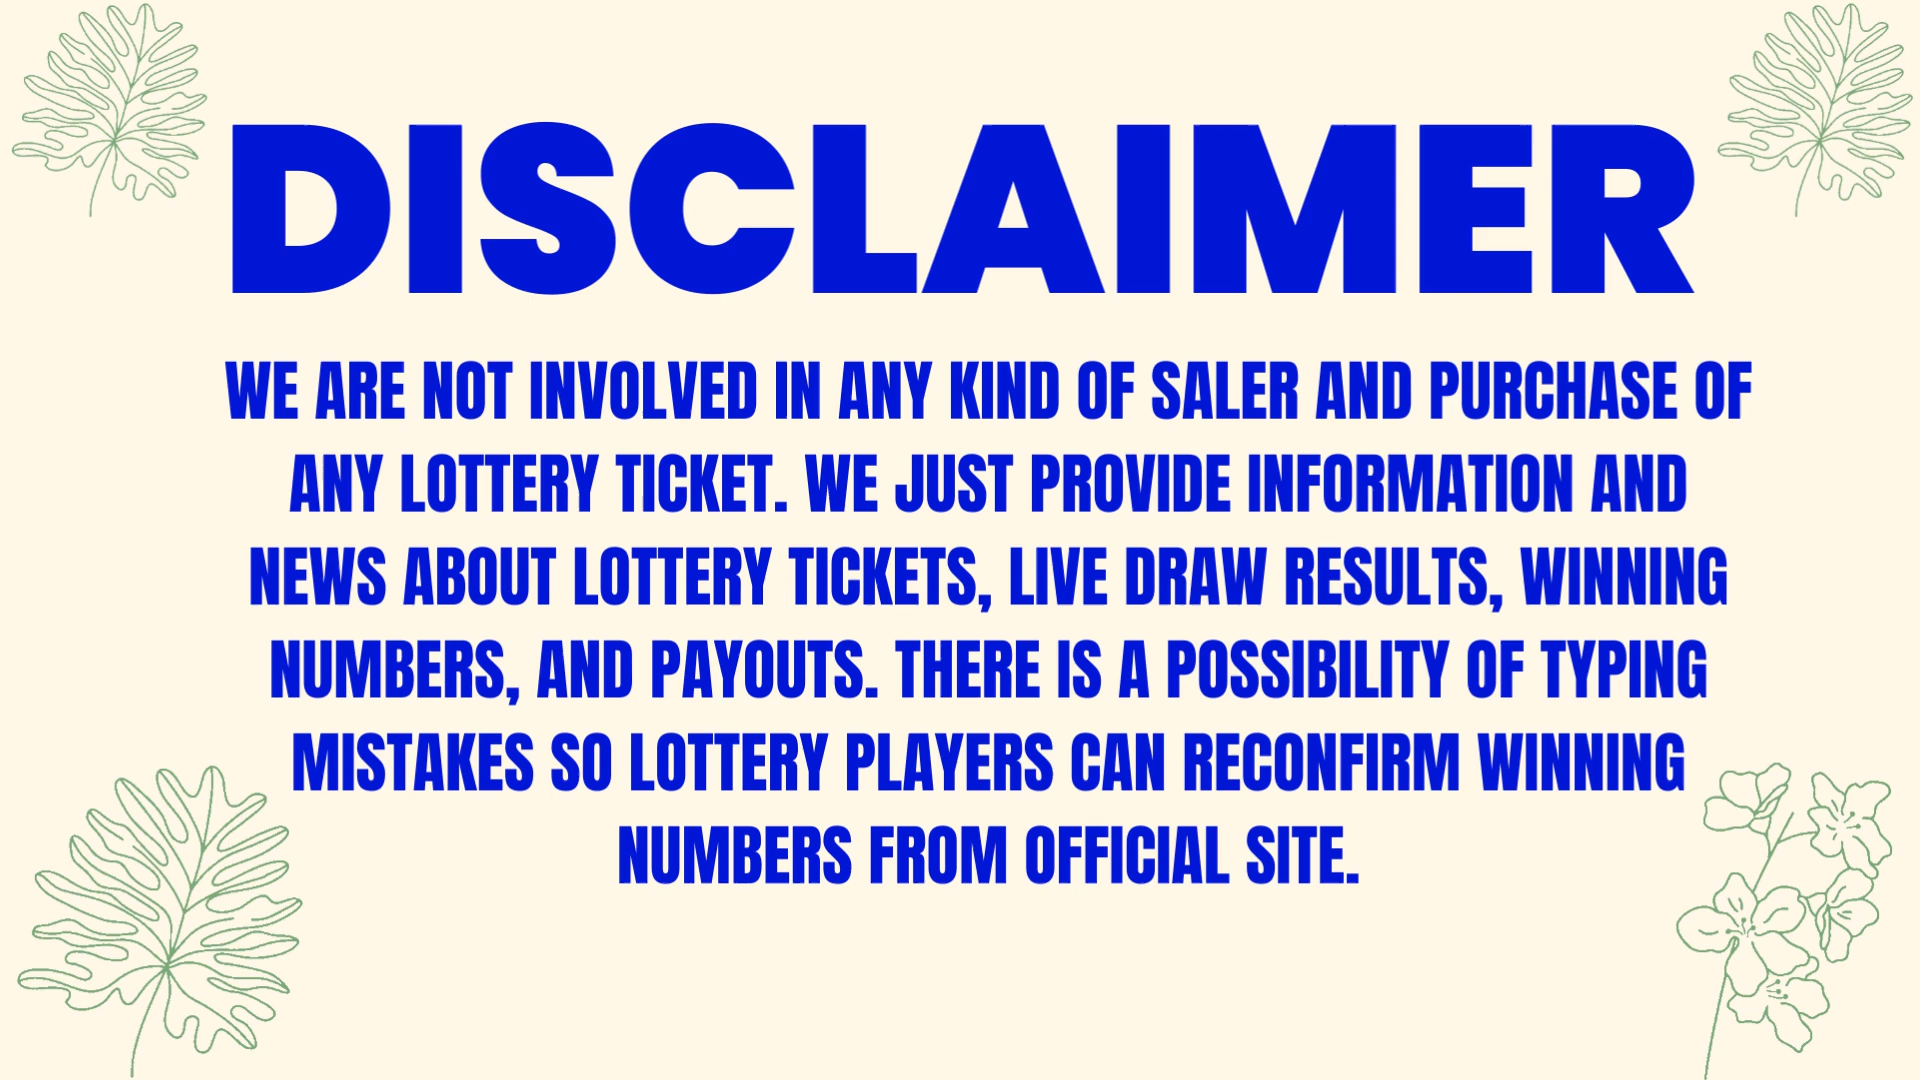 DISCLAIMER
WE ARE NOT INVOLVED IN ANY KIND OF SALER AND PURCHASE OF
ANY LOTTERY TICKET. WE JUST PROVIDE INFORMATION AND
NEWS ABOUT LOTTERY TICKETS, LIVE DRAW RESULTS, WINNING
NUMBERS, AND PAYOUTS. THERE IS A POSSIBILITY OF TYPING
MISTAKES SO LOTTERY PLAYERS CAN RECONFIRM WINNING
NUMBERS FROM OFFICIAL SITE.